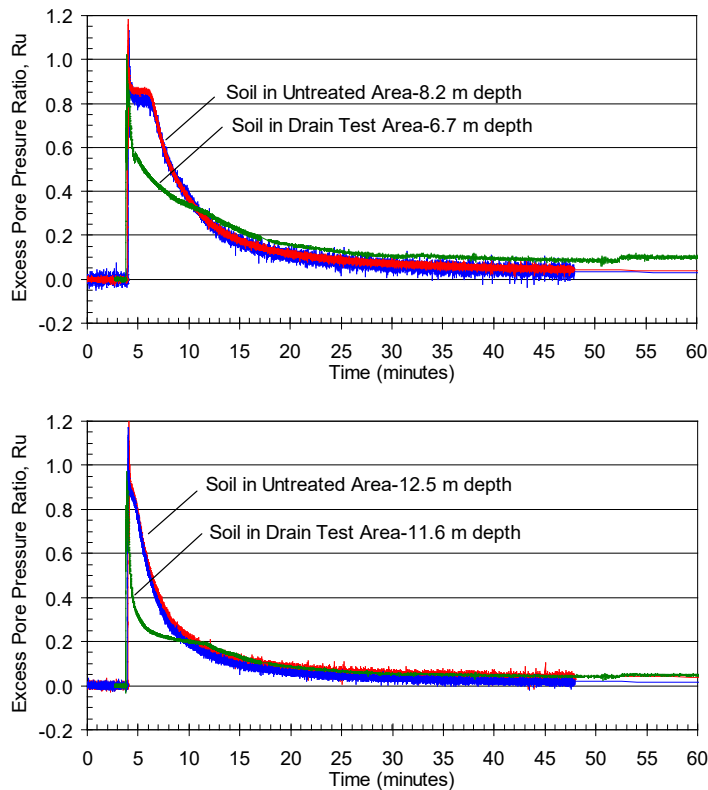 1.2
1.0
0.8
0.6
0.4
0.2
0.0
-0.2
Excess Pore Presure Ratio, Ru
Soil in Untreated Area-8.2 m depth
Soil in Drain Test Area-6.7 m depth
0 5 10 15 20 25 30 35 40 45 50 55 60
Time (minutes)
1.2
1.0
0.8
0.6
0.4
0.2
0.0
-0.2
Excess Pore Pressure Ratio, Ru
Soil in Untreated Area-12.5 m depth
Soil in Drain Test Area-11.6 m depth
0 5 10 15 20 25 30 35 40 45 50 55 60
Time (minutes)